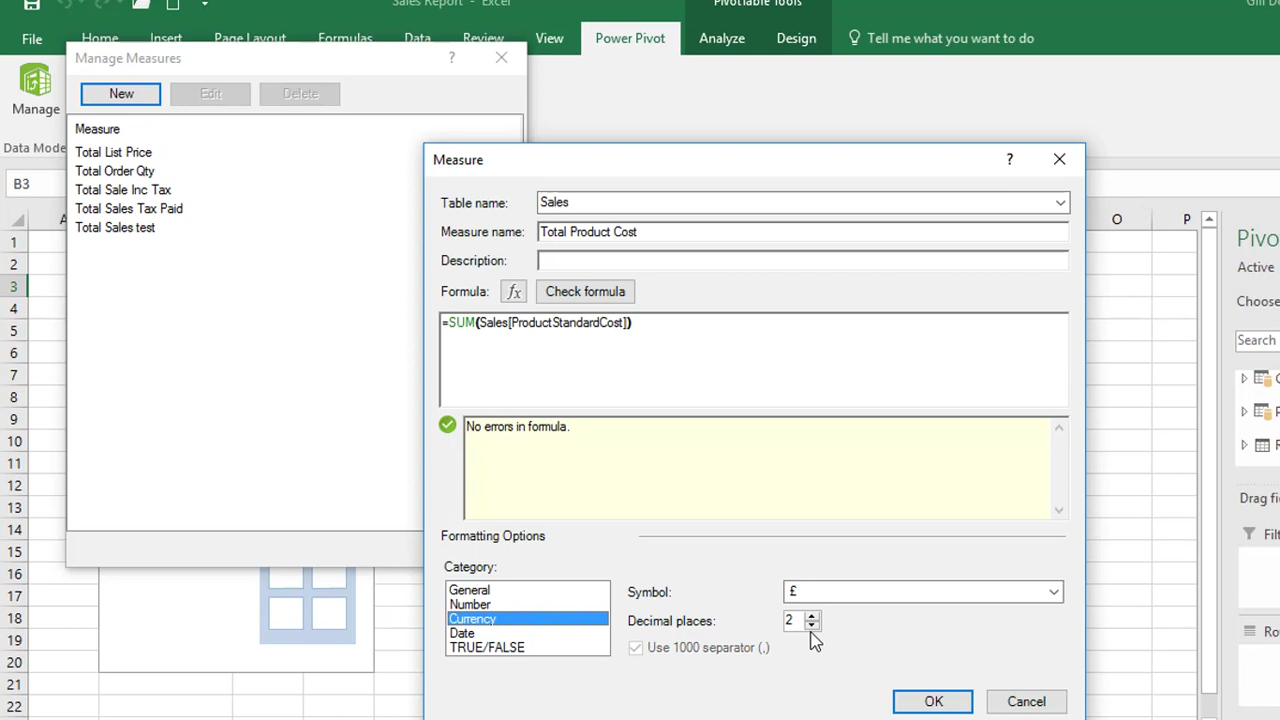 Sales Report - Excel
PivotTable Tools
Gill D
File
Home
Insert
Page Layout
Formulas
Data
Review
View
Power Pivot
Analyze
Design
Tell me what you want to do
Manage
Data Mode
Manage Measures
?
New
Edit
Delete
Measure
Total List Price
Total Order Qty
Total Sale Inc Tax
Total Sales Tax Paid
Total Sales test
Measure
?
Table name:
Sales
Measure name:
Total Product Cost
Description:
Formula:
fx
Check formula
=SUM(Sales[ProductStandardCost])
No errors in formula.
Formatting Options
Category:
General
Number
Currency
Date
TRUE/FALSE
Symbol:
£
Decimal places:
2
Use 1000 separator (,)
OK
Cancel
B3
A
O
P
1
2
3
4
5
6
7
8
9
10
11
12
13
14
15
16
17
18
19
20
21
22
Pivo
Active
Choose
Search
C
P
R
Drag fi
Filt
Ro